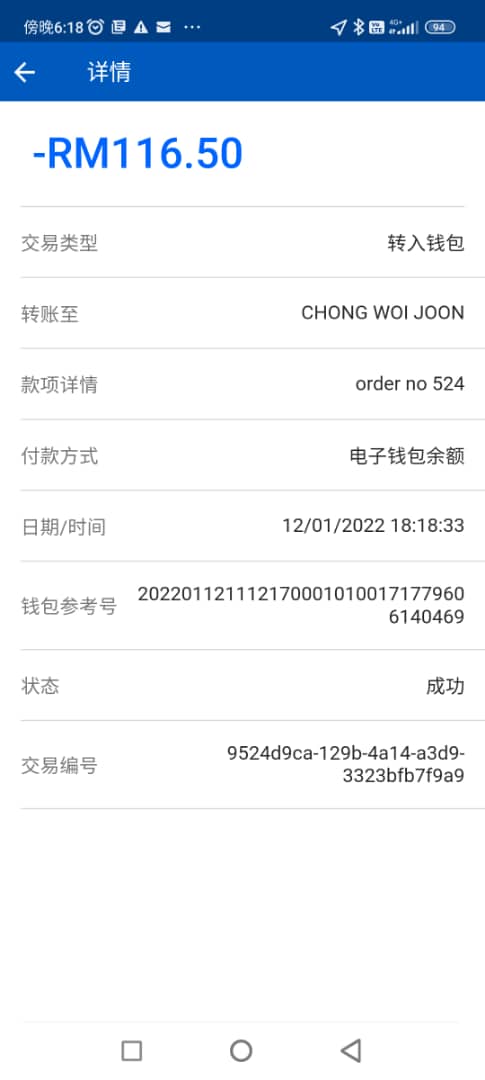 傍晚6:18 ... 4G+ 94
详情
-RM116.50
交易类型 转入钱包
转账至 CHONG WOI JOON
款项详情 order no 524
付款方式 电子钱包余额
日期/时间 12/01/2022 18:18:33
钱包参考号 202201121112170001010017177960
6140469
状态 成功
交易编号 9524d9ca-129b-4a14-a3d9-
3323bfb7f9a9